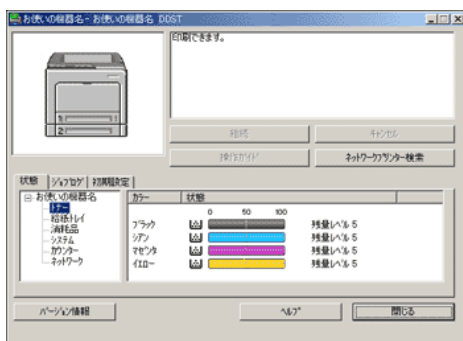 お使いの機器名 - お使いの機器名 DDST
印刷できます。
1
2
継続
キャンセル
操作ガイド
ネットワークプリンター検索
状態 ジョブログ 初期設定
お使いの機器名
トナー
給紙トレイ
消耗品
システム
カウンター
ネットワーク
カラー 状態
0 50 100
ブラック 残量レベル 5
シアン 残量レベル 5
マゼンタ 残量レベル 5
イエロー 残量レベル 5
バージョン情報
ヘルプ
閉じる